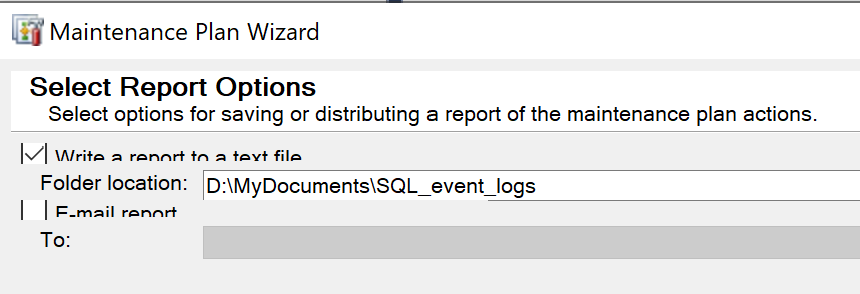 Maintenance Plan Wizard
Select Report Options
Select options for saving or distributing a report of the maintenance plan actions.
Write a report to a text file
Folder location: D:\MyDocuments\SQL_event_logs
E-mail report
To: